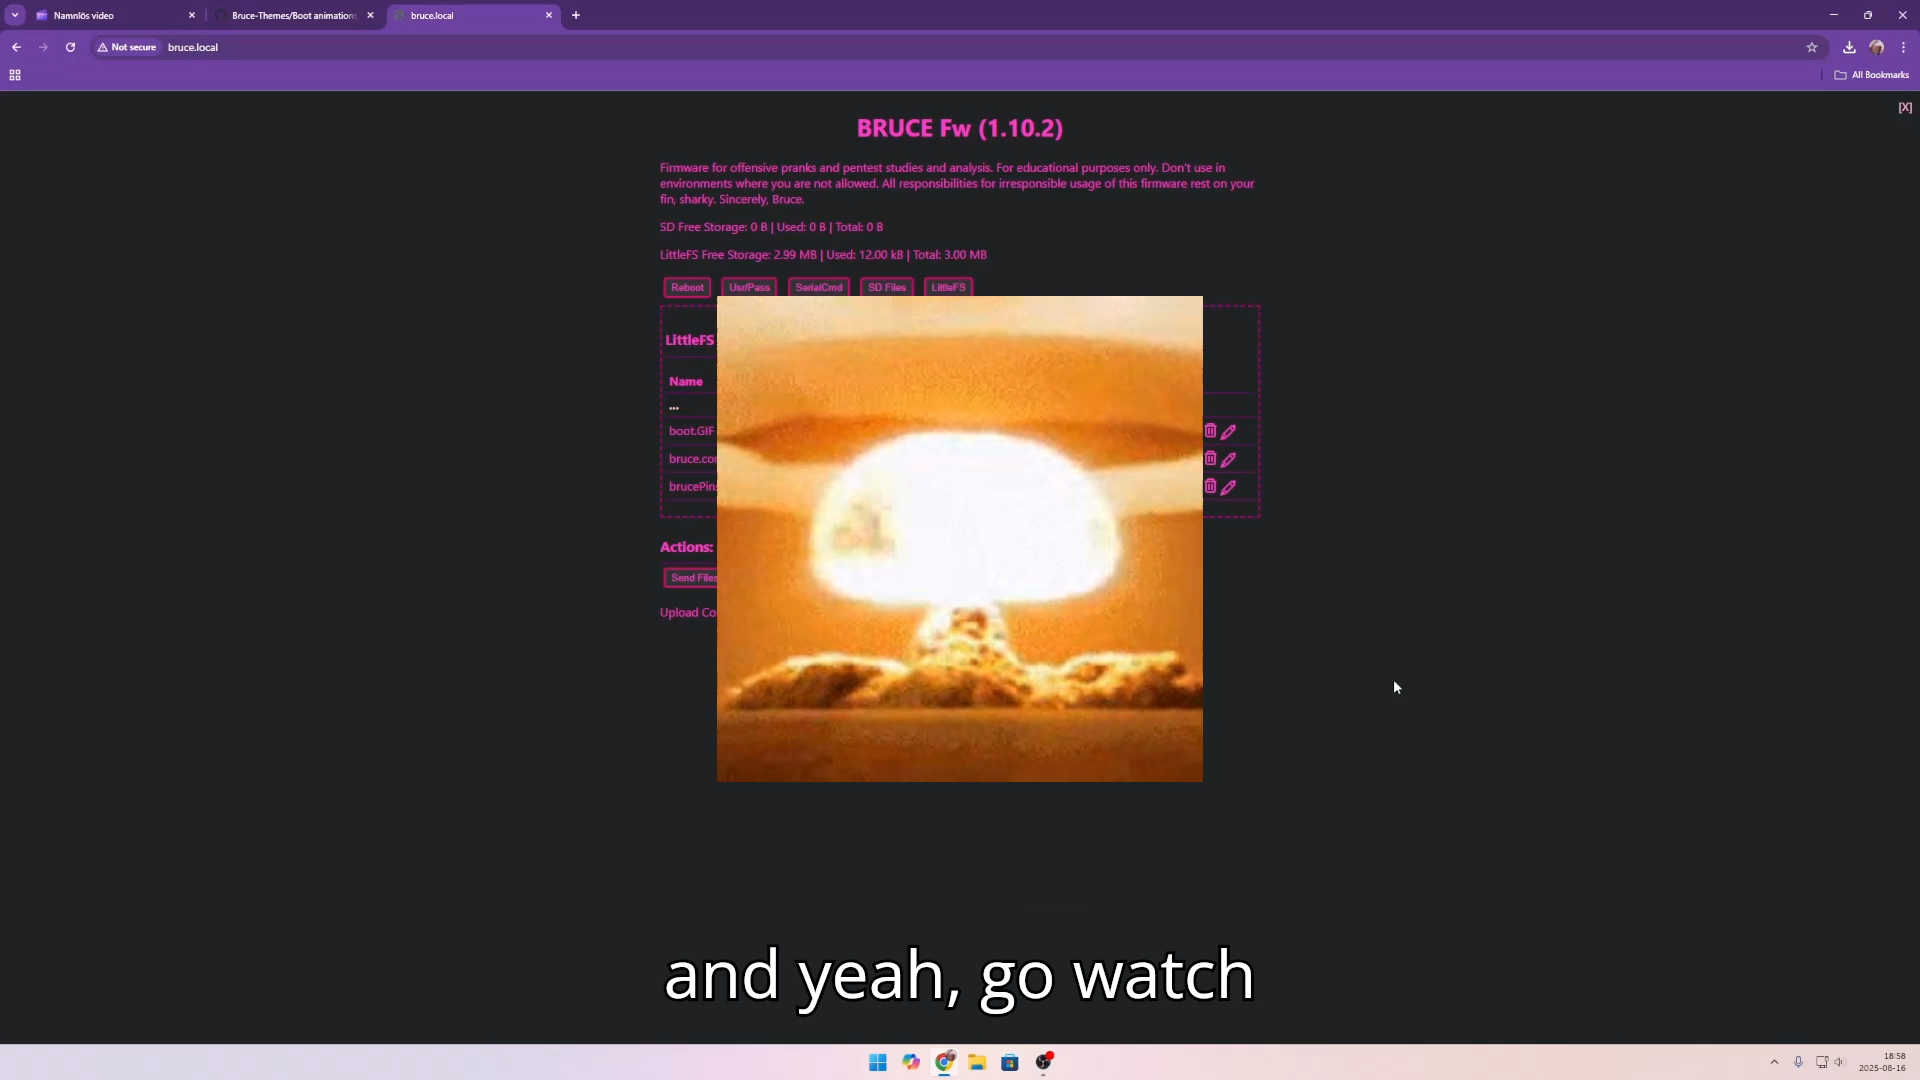 Namnlös video
Bruce-Themes/Boot animations
bruce.local
Not secure
bruce.local
All Bookmarks
[X]
BRUCE Fw (1.10.2)
Firmware for offensive pranks and pentest studies and analysis. For educational purposes only. Don't use in
environments where you are not allowed. All responsibilities for irresponsible usage of this firmware rest on your
fin, sharky. Sincerely, Bruce.
SD Free Storage: 0 B | Used: 0 B | Total: 0 B
LittleFS Free Storage: 2.99 MB | Used: 12.00 kB | Total: 3.00 MB
Reboot Usr/Pass SerialCmd SD Files LittleFS
LittleFS
Name
...
boot.GIF
bruce.con
brucePins
Actions:
Send Files
Upload Co
and yeah, go watch
18:58
2025-08-16